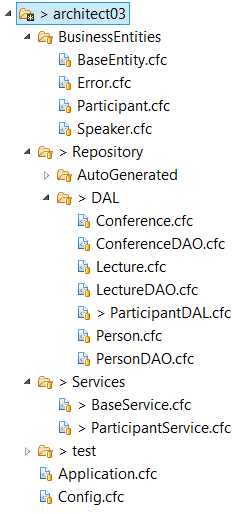 > architect03
BusinessEntities
BaseEntity.cfc
Error.cfc
Participant.cfc
Speaker.cfc
> Repository
AutoGenerated
> DAL
Conference.cfc
ConferenceDAO.cfc
Lecture.cfc
LectureDAO.cfc
> ParticipantDAL.cfc
Person.cfc
PersonDAO.cfc
> Services
> BaseService.cfc
> ParticipantService.cfc
> test
Application.cfc
Config.cfc